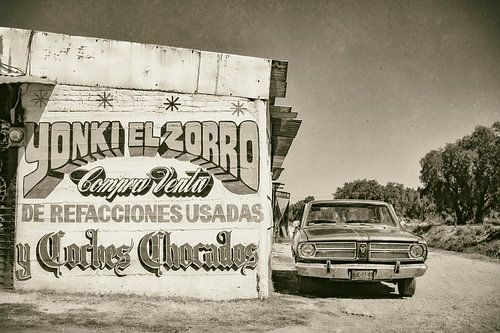 YONKI EL ZORRO
Compra Venta
DE REFACCIONES USADAS
y Coches Chocados